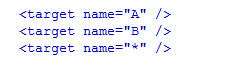 <target name="A" />
<target name="B" />
<target name="*" />